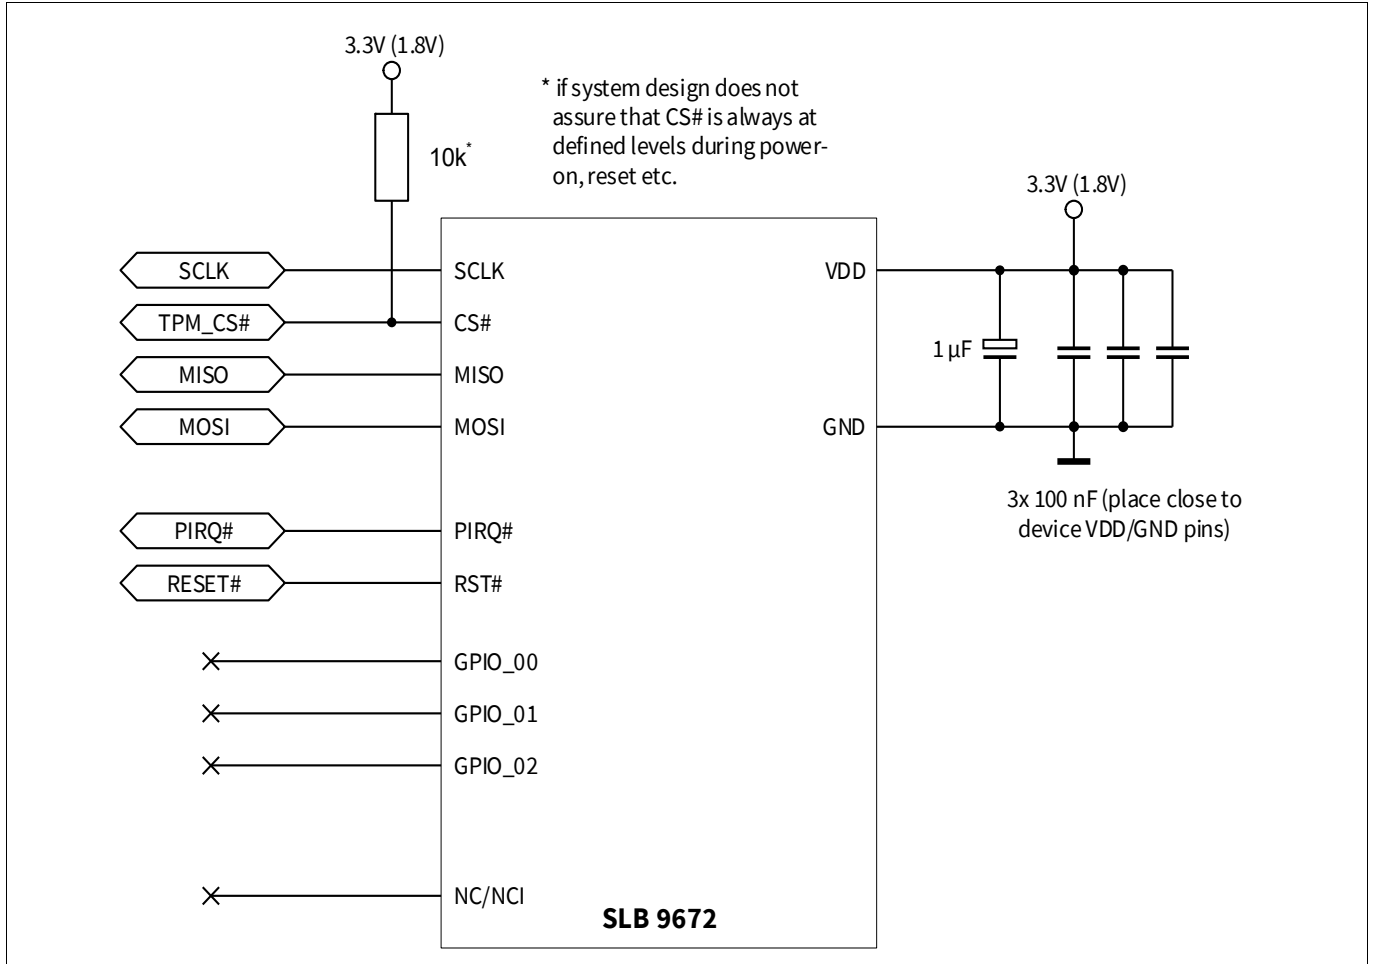 3.3V (1.8V)
* if system design does not
assure that CS# is always at
defined levels during power-
on, reset etc.
10k*
3.3V (1.8V)
SCLK
SCLK
VDD
TPM_CS#
CS#
1 µF
MISO
MISO
MOSI
MOSI
GND
3x 100 nF (place close to
device VDD/GND pins)
PIRQ#
PIRQ#
RESET#
RST#
GPIO_00
GPIO_01
GPIO_02
NC/NCI
SLB 9672